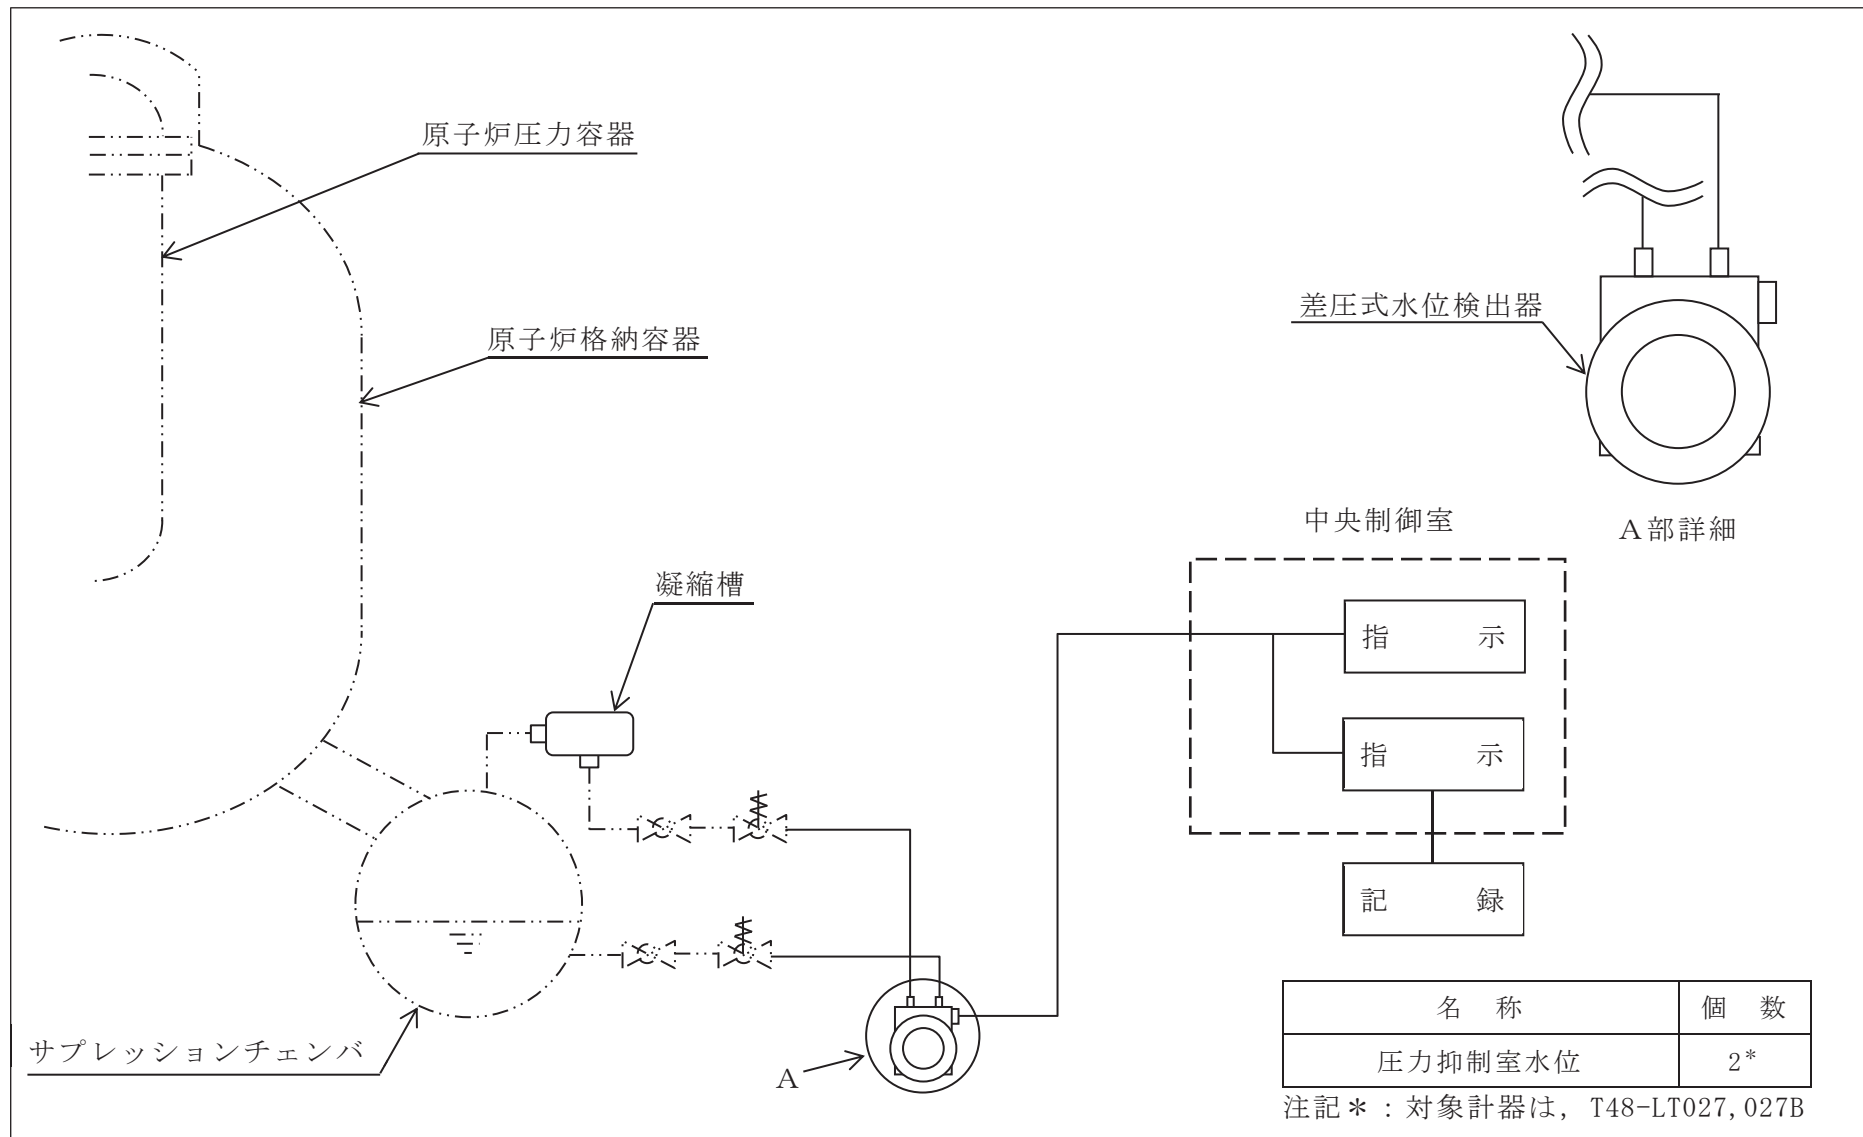 原子炉圧力容器
差圧式水位検出器
原子炉格納容器
A部詳細
中央制御室
凝縮槽
指 示
指 示
記 録
サプレッションチェンバ
A
名 称 個 数
圧力抑制室水位 2*
注記*：対象計器は，T48-LT027,027B